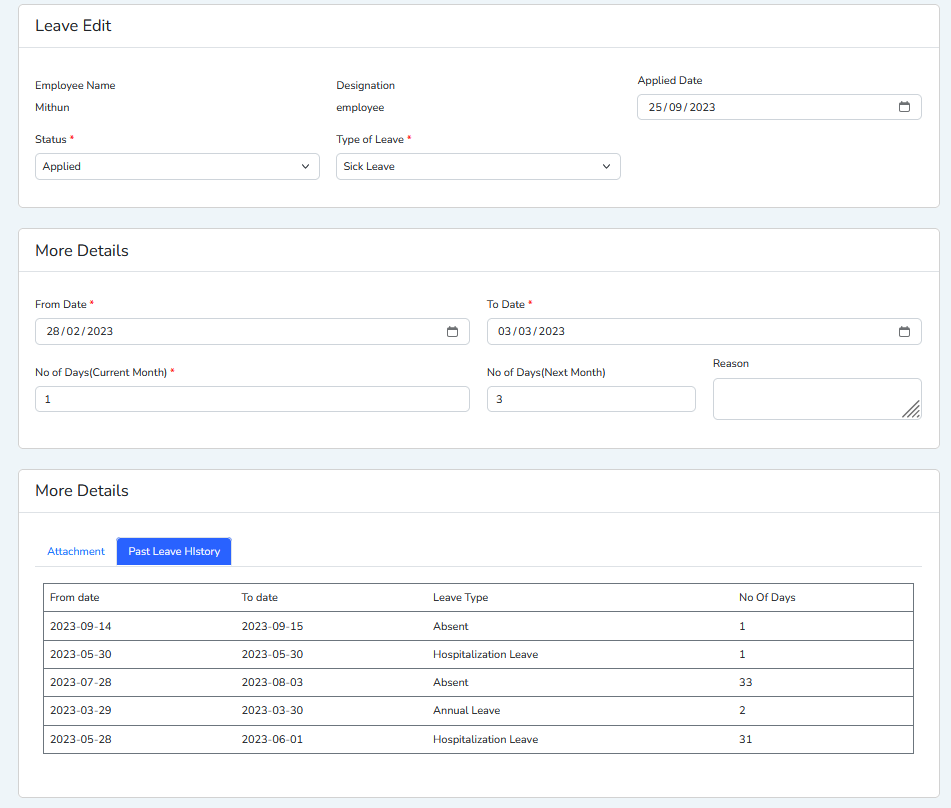 Leave Edit
Employee Name
Designation
Applied Date
Mithun
employee
25/09/2023
Status *
Type of Leave *
Applied
Sick Leave
More Details
From Date *
To Date *
28/02/2023
03/03/2023
No of Days(Current Month) *
No of Days(Next Month)
Reason
1
3
More Details
Attachment
Past Leave HIstory
From date To date Leave Type No Of Days
2023-09-14 2023-09-15 Absent 1
2023-05-30 2023-05-30 Hospitalization Leave 1
2023-07-28 2023-08-03 Absent 33
2023-03-29 2023-03-30 Annual Leave 2
2023-05-28 2023-06-01 Hospitalization Leave 31